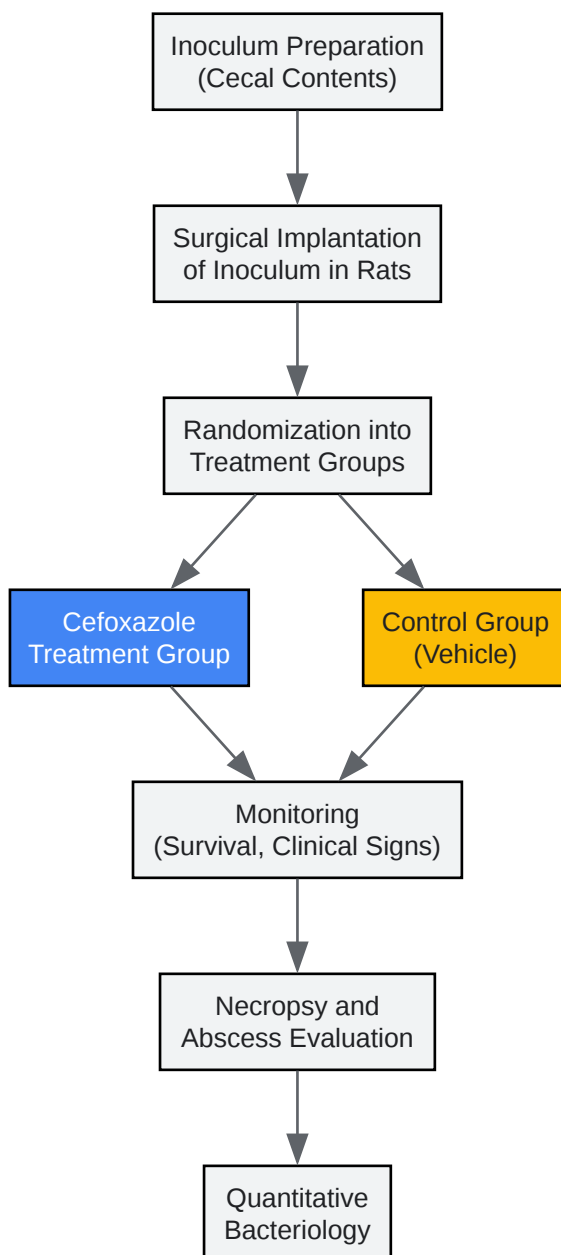 Inoculum Preparation
(Cecal Contents)
Surgical Implantation
of Inoculum in Rats
Randomization into
Treatment Groups
Cefoxazole
Treatment Group
Control Group
(Vehicle)
Monitoring
(Survival, Clinical Signs)
Necropsy and
Abscess Evaluation
Quantitative
Bacteriology